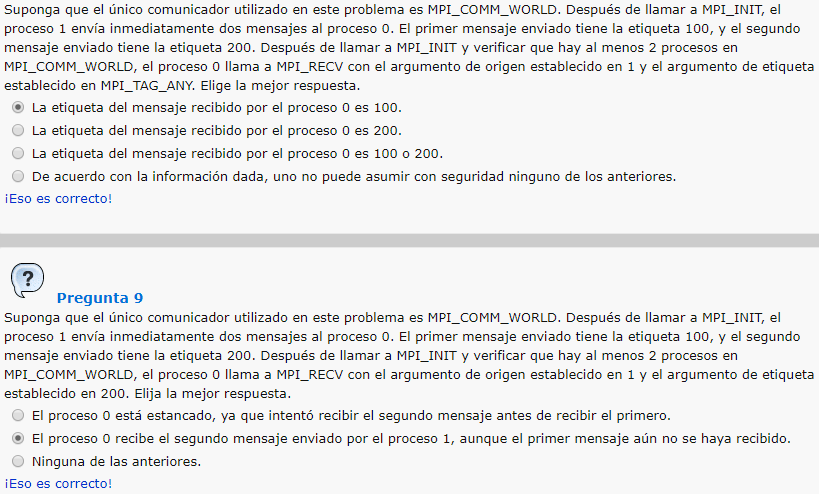 Suponga que el único comunicador utilizado en este problema es MPI_COMM_WORLD. Después de llamar a MPI_INIT, el
proceso 1 envía inmediatamente dos mensajes al proceso 0. El primer mensaje enviado tiene la etiqueta 100, y el segundo
mensaje enviado tiene la etiqueta 200. Después de llamar a MPI_INIT y verificar que hay al menos 2 procesos en
MPI_COMM_WORLD, el proceso 0 llama a MPI_RECV con el argumento de origen establecido en 1 y el argumento de etiqueta
establecido en MPI_TAG_ANY. Elige la mejor respuesta.
La etiqueta del mensaje recibido por el proceso 0 es 100.
La etiqueta del mensaje recibido por el proceso 0 es 200.
La etiqueta del mensaje recibido por el proceso 0 es 100 o 200.
De acuerdo con la información dada, uno no puede asumir con seguridad ninguno de los anteriores.
¡Eso es correcto!
?
Pregunta 9
Suponga que el único comunicador utilizado en este problema es MPI_COMM_WORLD. Después de llamar a MPI_INIT, el
proceso 1 envía inmediatamente dos mensajes al proceso 0. El primer mensaje enviado tiene la etiqueta 100, y el segundo
mensaje enviado tiene la etiqueta 200. Después de llamar a MPI_INIT y verificar que hay al menos 2 procesos en
MPI_COMM_WORLD, el proceso 0 llama a MPI_RECV con el argumento de origen establecido en 1 y el argumento de etiqueta
establecido en 200. Elija la mejor respuesta.
El proceso 0 está estancado, ya que intentó recibir el segundo mensaje antes de recibir el primero.
El proceso 0 recibe el segundo mensaje enviado por el proceso 1, aunque el primer mensaje aún no se haya recibido.
Ninguna de las anteriores.
¡Eso es correcto!